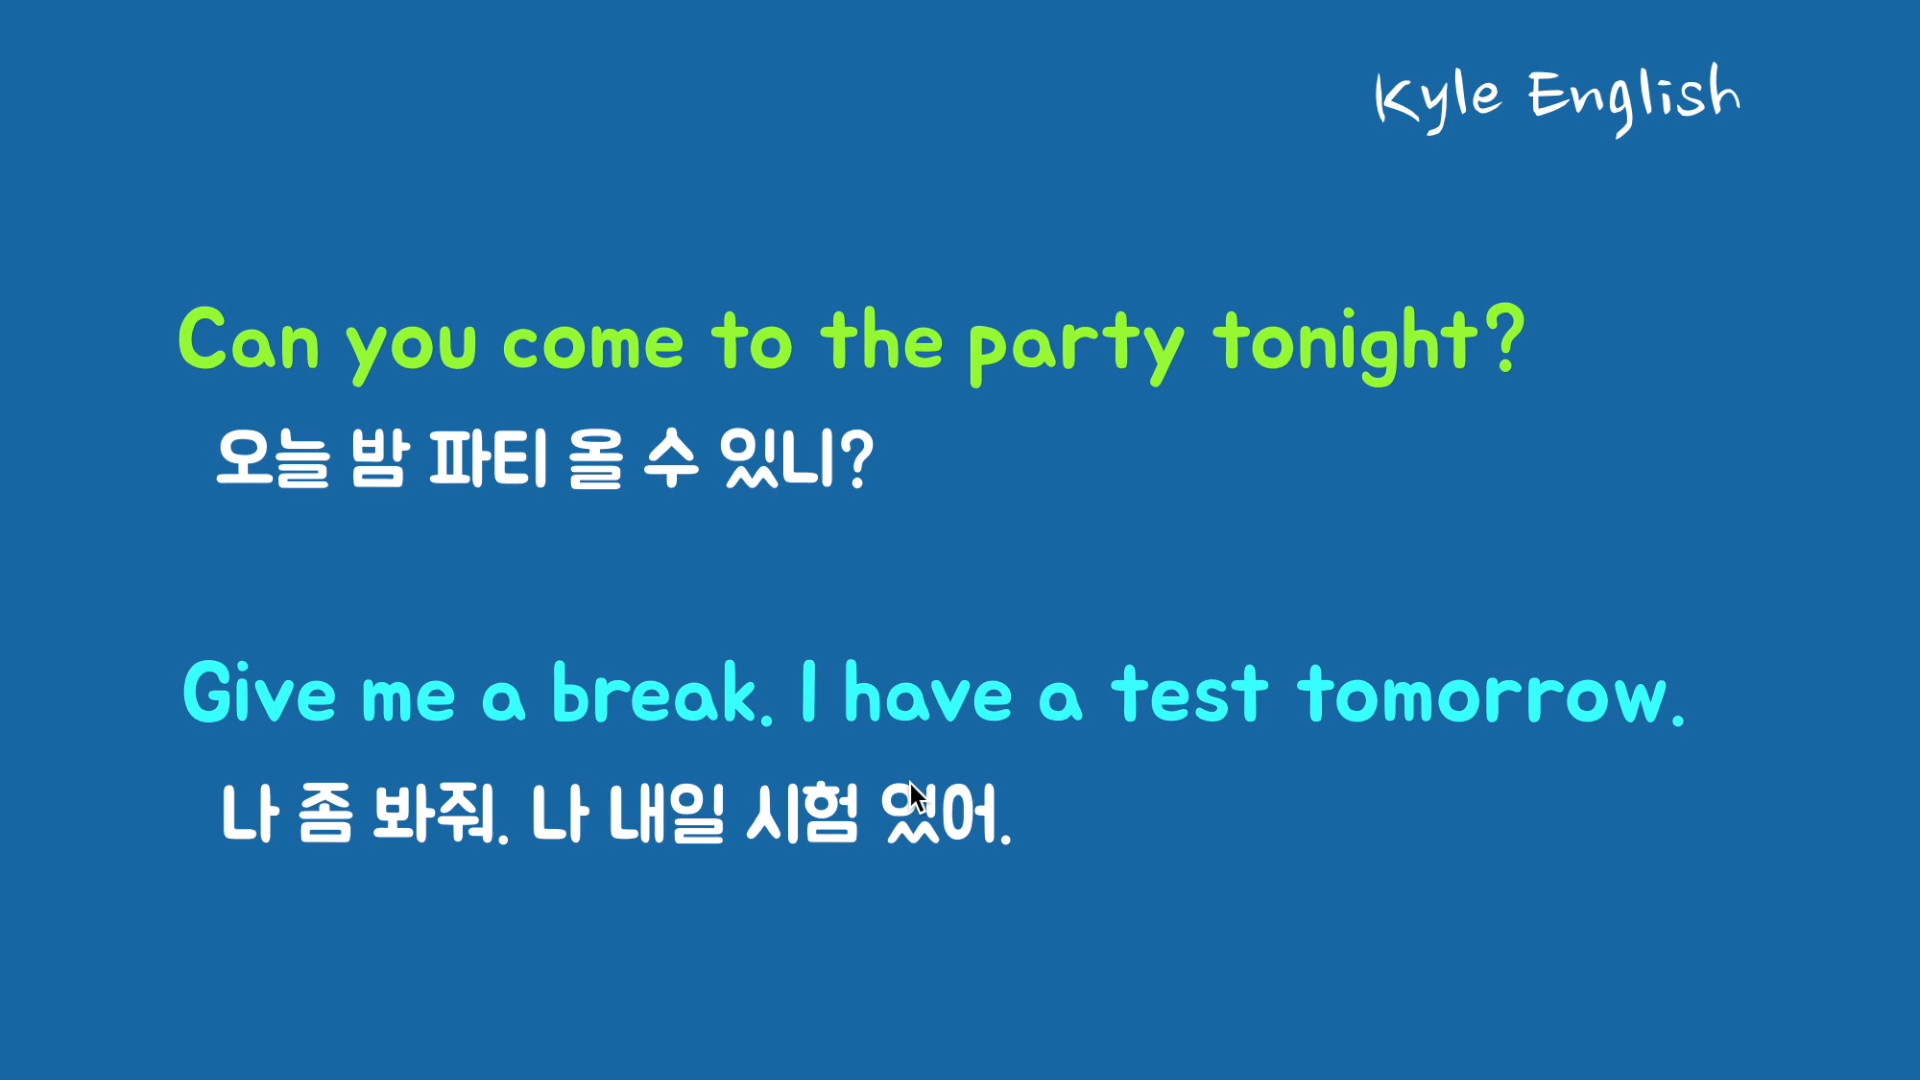 Kyle English
Can you come to the party tonight?
오늘 밤 파티 올 수 있니?
Give me a break. I have a test tomorrow.
나 좀 봐줘. 나 내일 시험 있어.